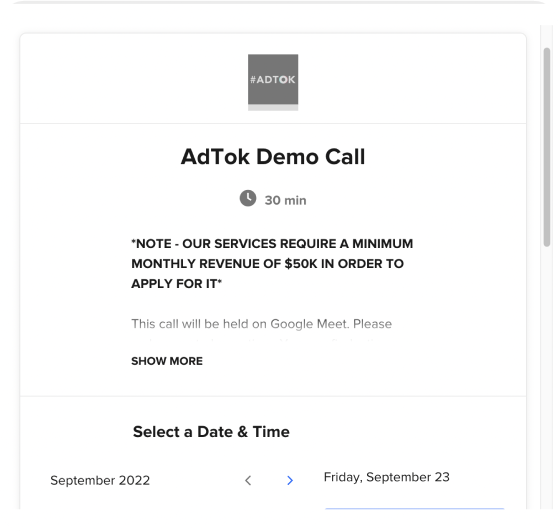 #ADTOK
AdTok Demo Call
30 min
*NOTE - OUR SERVICES REQUIRE A MINIMUM
MONTHLY REVENUE OF $50K IN ORDER TO
APPLY FOR IT*
This call will be held on Google Meet. Please
SHOW MORE
Select a Date & Time
September 2022
Friday, September 23